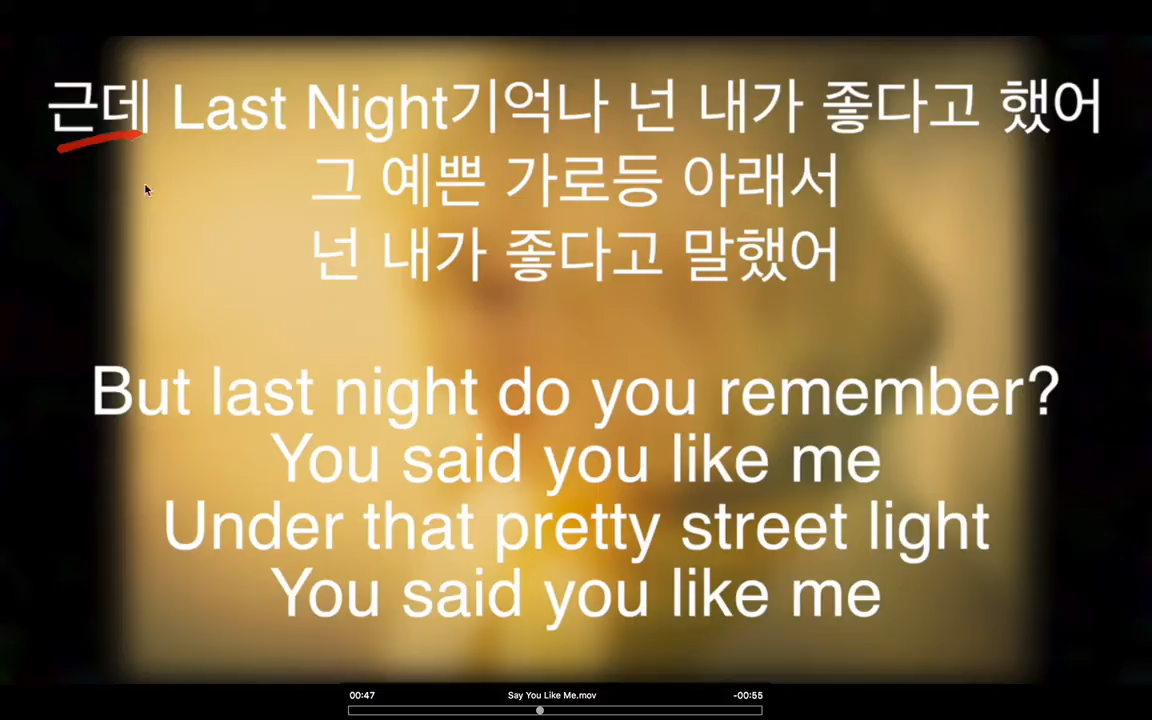 근데 Last Night기억나 넌 내가 좋다고 했어
그 예쁜 가로등 아래서
넌 내가 좋다고 말했어
But last night do you remember?
You said you like me
Under that pretty street light
You said you like me
00:47 Say You Like Me.mov -00:55